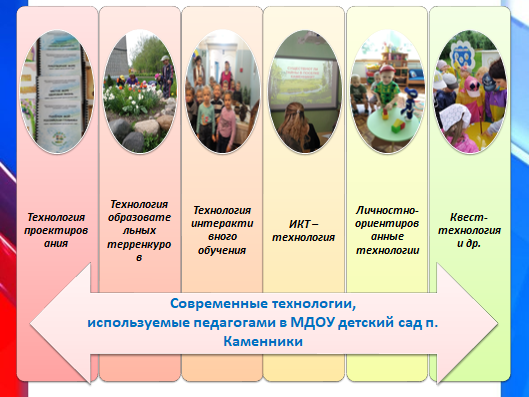 Технология
проектиров
ания
Технология
образовате
льных
терренкуро
в
Технология
интеракти
вного
обучения
ИКТ –
технология
Личностно-
ориентиров
анные
технологии
Квест-
технология
и др.
Современные технологии,
используемые педагогами в МДОУ детский сад п.
Каменники